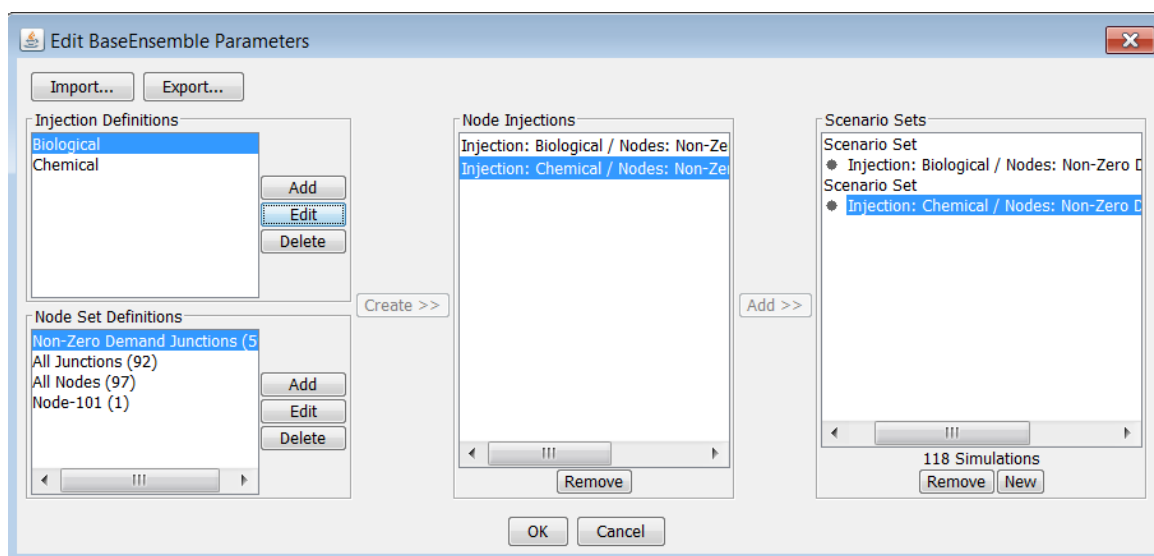 Edit BaseEnsemble Parameters
Import... Export...
Injection Definitions
Biological
Chemical
Add
Edit
Delete
Node Set Definitions
Non-Zero Demand Junctions (5
All Junctions (92)
All Nodes (97)
Node-101 (1)
Add
Edit
Delete
Create >>
Node Injections
Injection: Biological / Nodes: Non-Ze
Injection: Chemical / Nodes: Non-Ze
Remove
Add >>
Scenario Sets
Scenario Set
Injection: Biological / Nodes: Non-Zero D
Scenario Set
Injection: Chemical / Nodes: Non-Zero D
118 Simulations
Remove New
OK Cancel